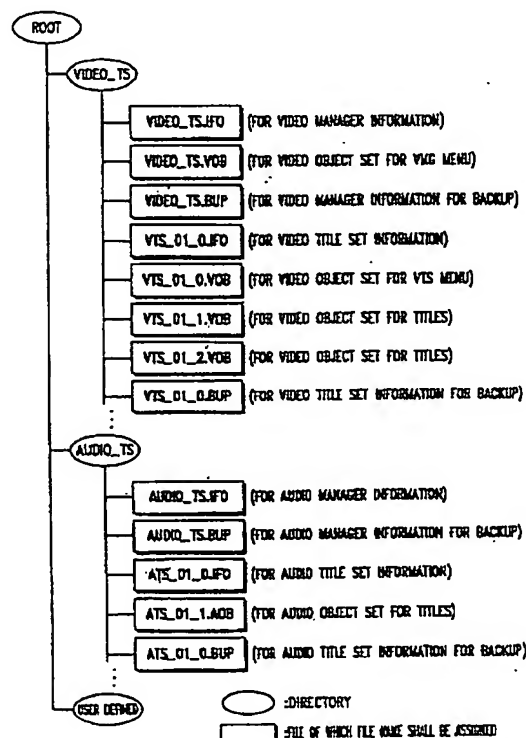 ROOT
VIDEO_TS
VIDEO_TS.IFO (FOR VIDEO MANAGER INFORMATION)
VIDEO_TS.VOB (FOR VIDEO OBJECT SET FOR VMG MENU)
VIDEO_TS.BUP (FOR VIDEO MANAGER INFORMATION FOR BACKUP)
VTS_01_0.IFO (FOR VIDEO TITLE SET INFORMATION)
VTS_01_0.VOB (FOR VIDEO OBJECT SET FOR VTS MENU)
VTS_01_1.VOB (FOR VIDEO OBJECT SET FOR TITLES)
VTS_01_2.VOB (FOR VIDEO OBJECT SET FOR TITLES)
VTS_01_0.BUP (FOR VIDEO TITLE SET INFORMATION FOR BACKUP)
AUDIO_TS
AUDIO_TS.IFO (FOR AUDIO MANAGER INFORMATION)
AUDIO_TS.BUP (FOR AUDIO MANAGER INFORMATION FOR BACKUP)
ATS_01_0.IFO (FOR AUDIO TITLE SET INFORMATION)
ATS_01_1.AOB (FOR AUDIO OBJECT SET FOR TITLES)
ATS_01_0.BUP (FOR AUDIO TITLE SET INFORMATION FOR BACKUP)
USER DEFINED
:DIRECTORY
:FILE OF WHICH FILE NAME SHALL BE ASSIGNED